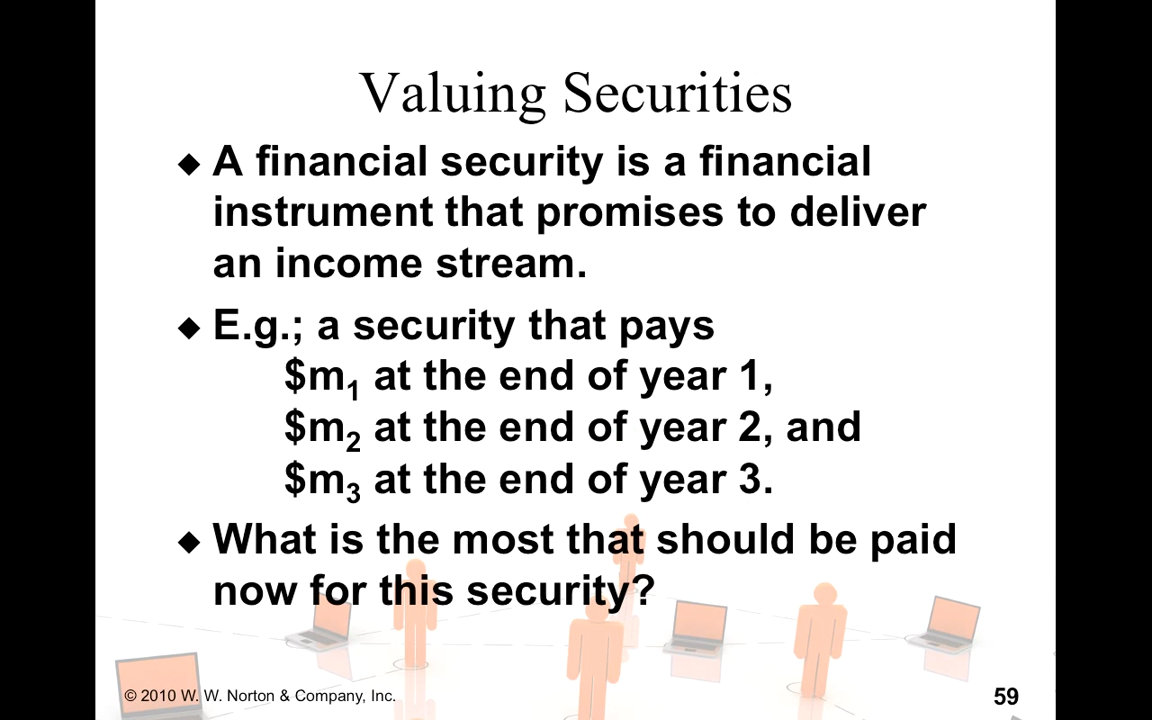 Valuing Securities
◆ A financial security is a financial
instrument that promises to deliver
an income stream.
◆ E.g.; a security that pays
$m₁ at the end of year 1,
$m₂ at the end of year 2, and
$m₃ at the end of year 3.
◆ What is the most that should be paid
now for this security?
© 2010 W. W. Norton & Company, Inc.
59